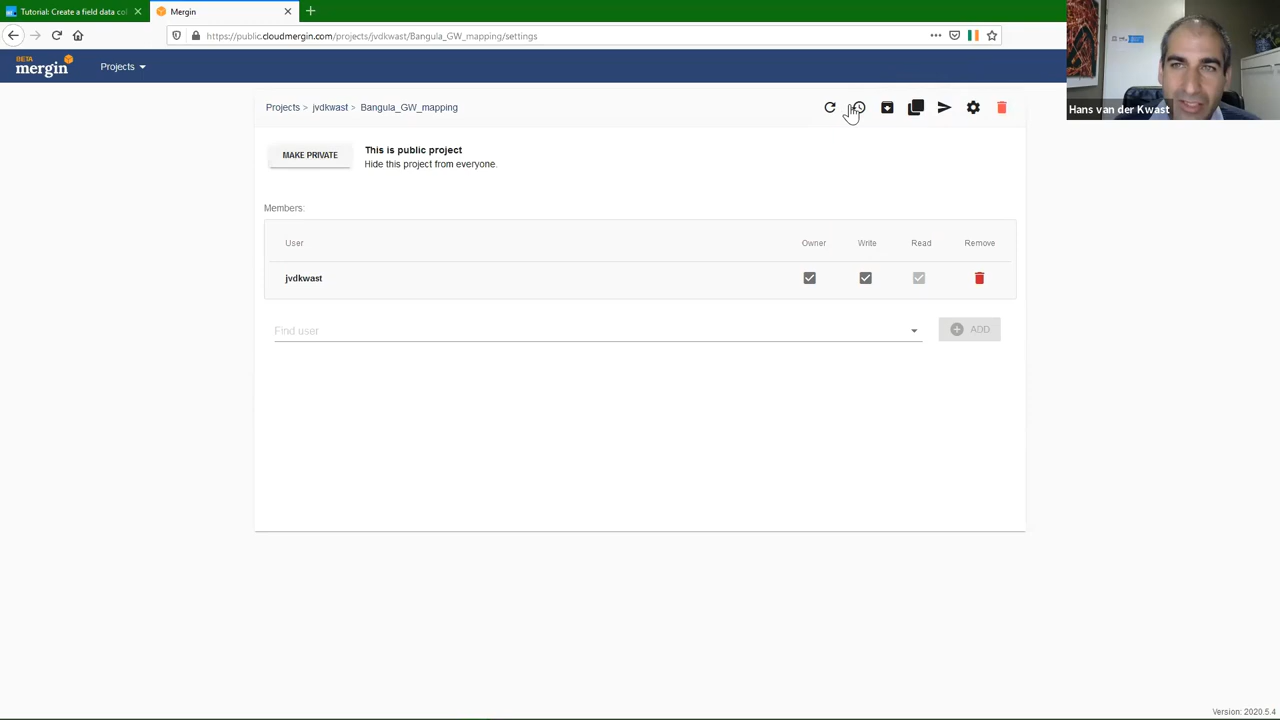 Tutorial: Create a field data col
Mergin
https://public.cloudmergin.com/projects/jvdkwast/Bangula_GW_mapping/settings
BETA
mergin
Projects
Hans van der Kwast
Projects > jvdkwast > Bangula_GW_mapping
MAKE PRIVATE
This is public project
Hide this project from everyone.
Members:
User Owner Write Read Remove
jvdkwast
Find user
ADD
Version: 2020.5.4